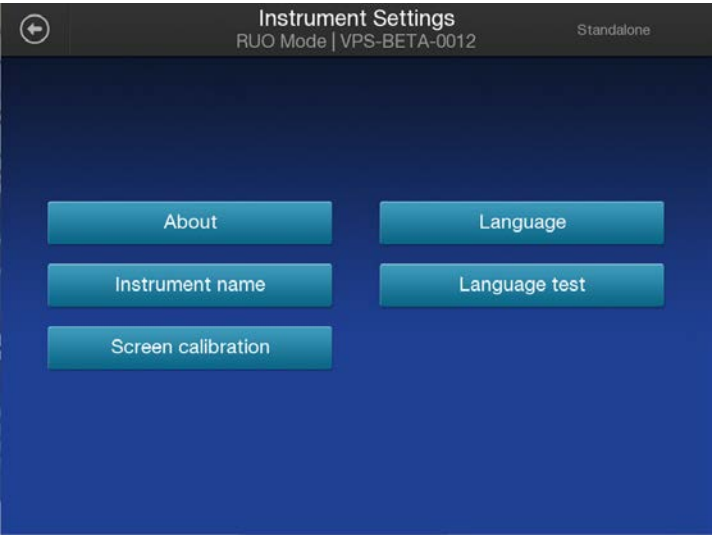 Instrument Settings
RUO Mode | VPS-BETA-0012
Standalone
About
Language
Instrument name
Language test
Screen calibration